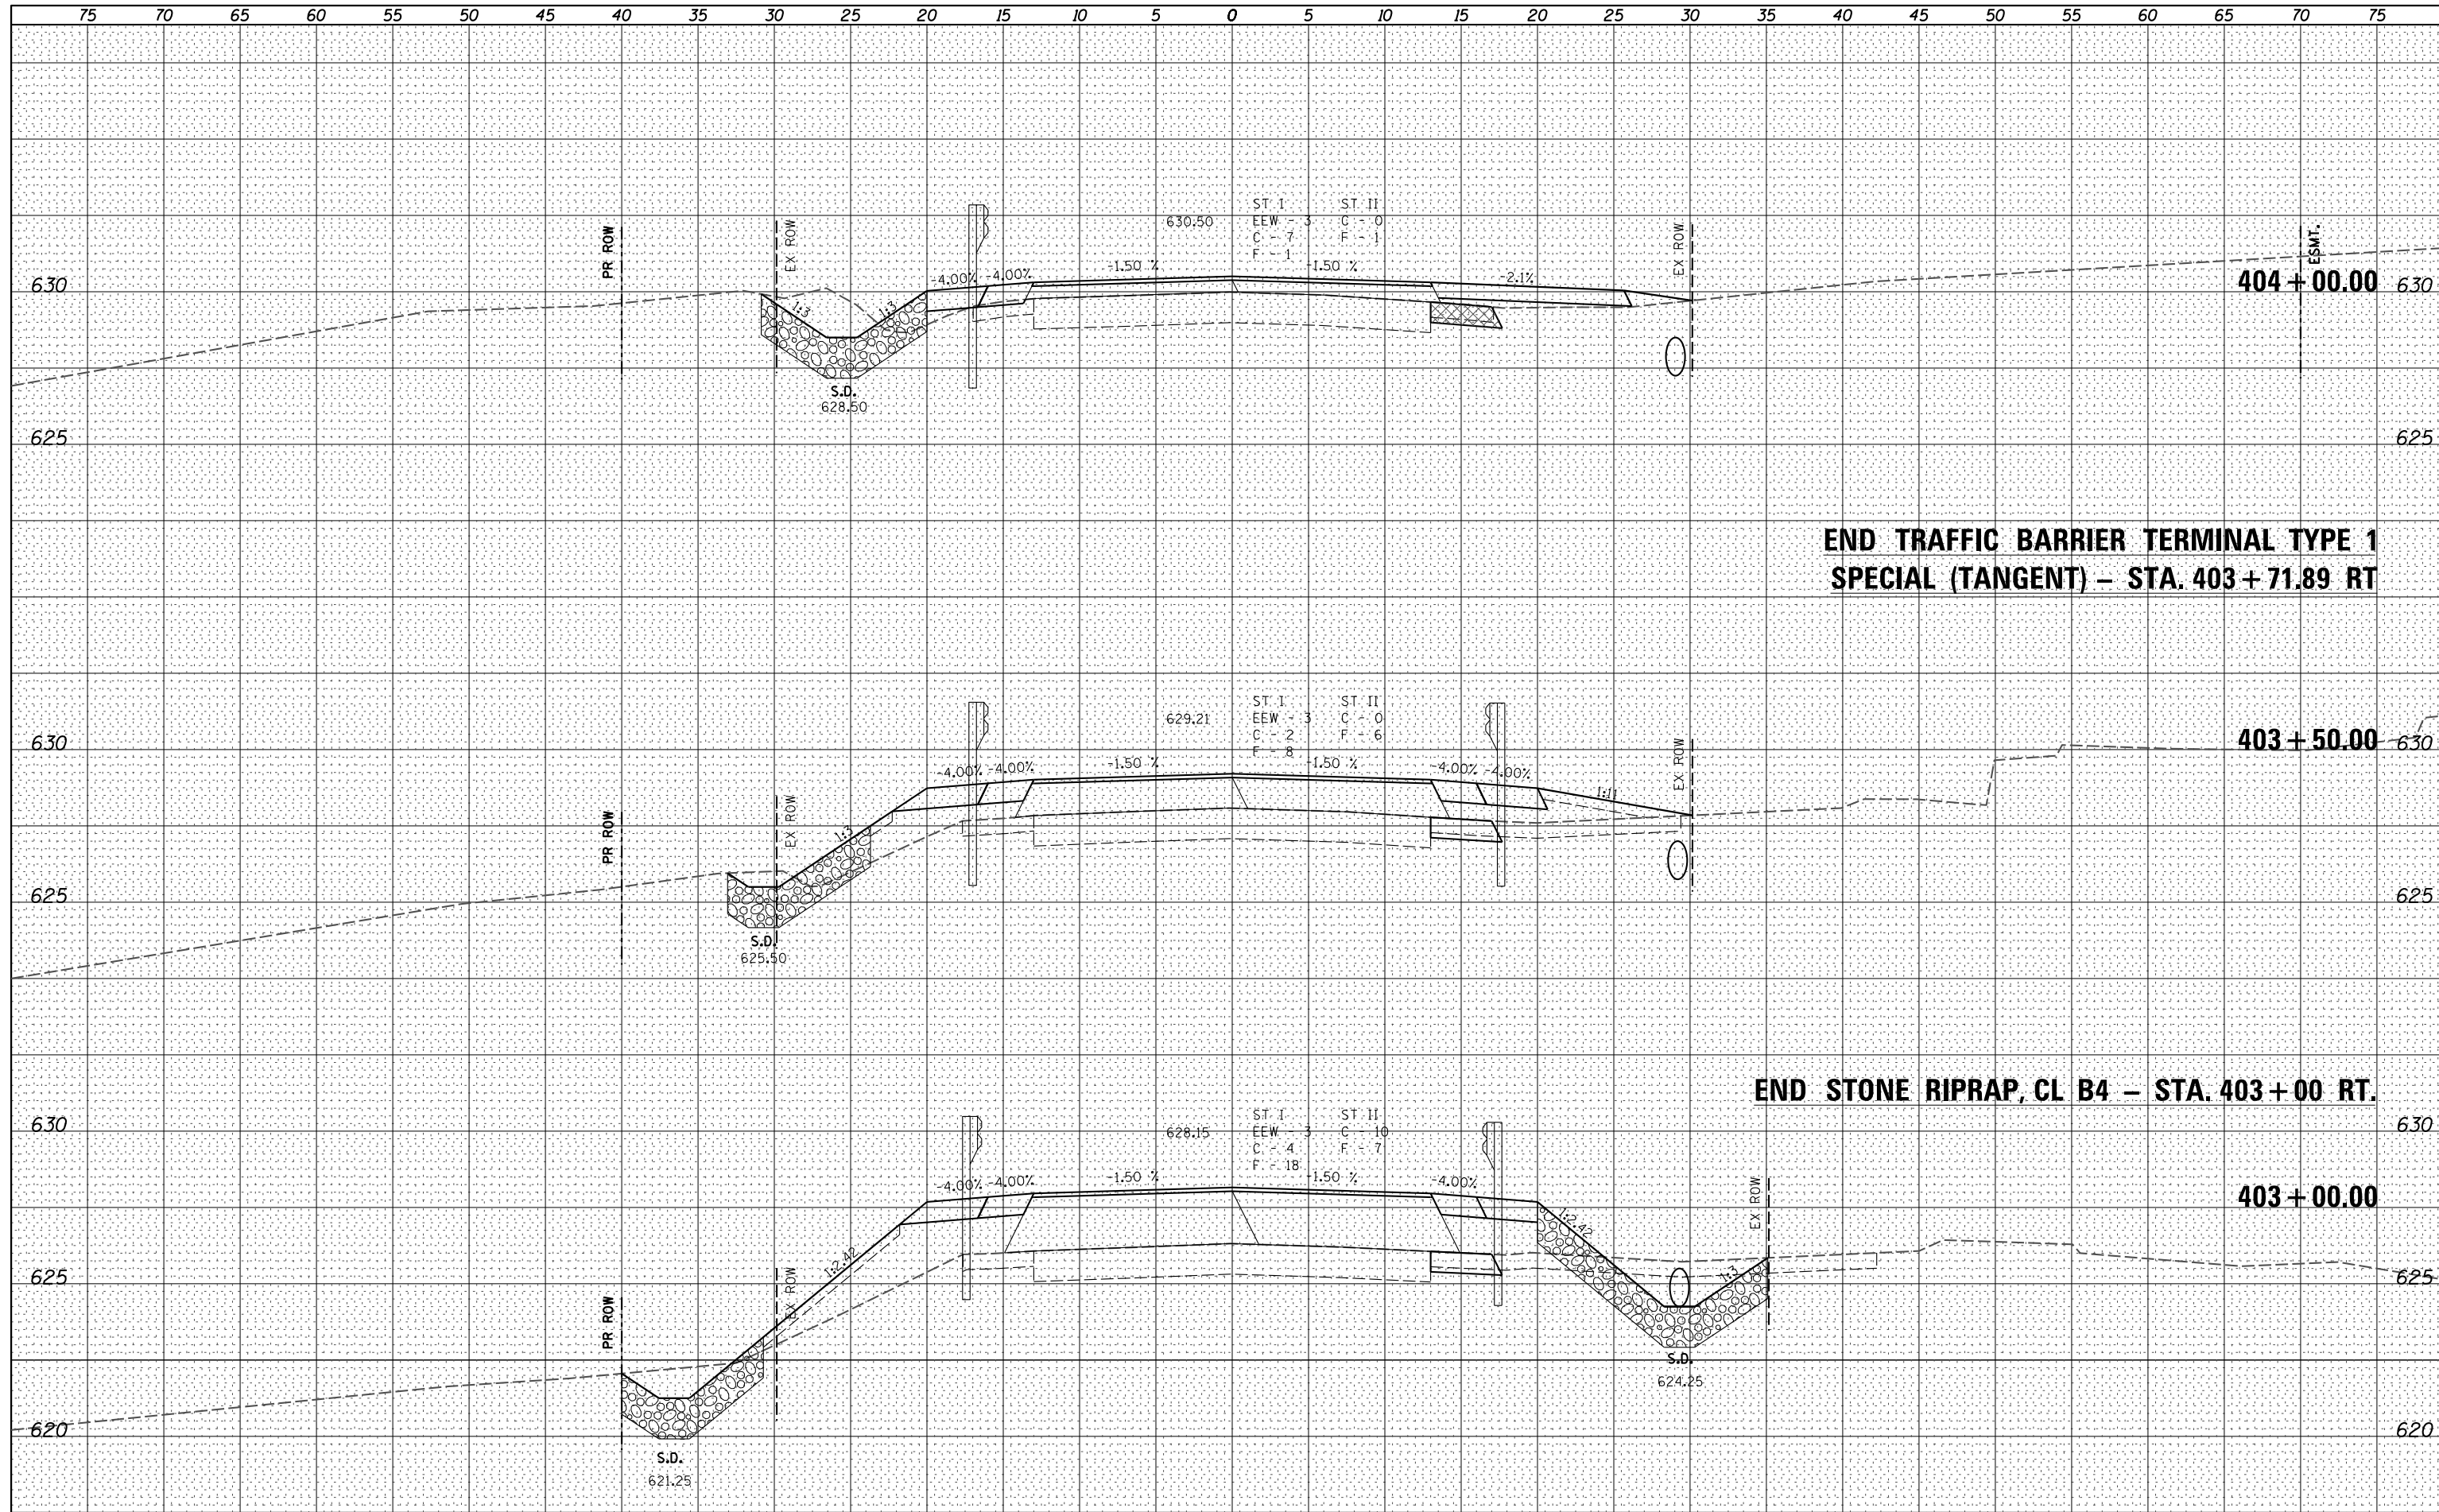 75 70 65 60 55 50 45 40 35 30 25 20 15 10 5 0 5 10 15 20 25 30 35 40 45 50 55 60 65 70 75
PR ROW
EX ROW
630.50
ST I
EEW - 3
C - 7
F - 1
ST II
C - 0
F - 1
EX ROW
ESMT.
-4.00% -4.00% -1.50 % -1.50 % -2.1%
630
404+00.00 630
1:3
1:3
S.D.
628.50
625
625
END TRAFFIC BARRIER TERMINAL TYPE 1
SPECIAL (TANGENT) – STA. 403+71.89 RT
629.21
ST I
EEW - 3
C - 2
F - 8
ST II
C - 0
F - 6
630
403+50.00 630
-4.00% -4.00% -1.50 % -1.50 % -4.00% -4.00%
EX ROW
1:11
PR ROW
EX ROW
1:3
625
625
S.D.
625.50
END STONE RIPRAP, CL B4 – STA. 403+00 RT.
630
630
628.15
ST I
EEW - 3
C - 4
F - 18
ST II
C - 10
F - 7
-4.00% -4.00% -1.50 % -1.50 % -4.00%
403+00.00
EX ROW
1:2.42
1:2.42
1:3
625
625
PR ROW
EX ROW
S.D.
624.25
620
620
S.D.
621.25